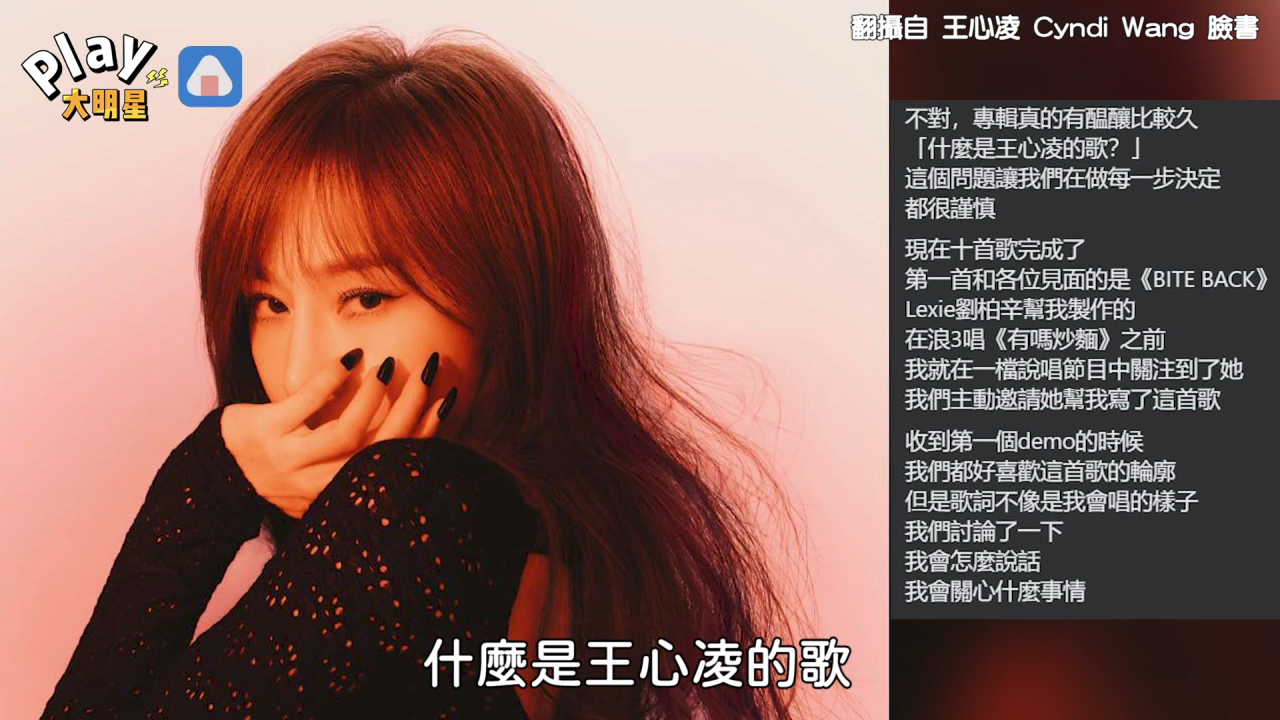 Play
大明星
翻攝自 王心凌 Cyndi Wang 臉書
不對，專輯真的有醞釀比較久
「什麼是王心凌的歌？」
這個問題讓我們在做每一步決定
都很謹慎
現在十首歌完成了
第一首和各位見面的是《BITE BACK》
Lexie劉柏辛幫我製作的
在浪3唱《有嗎炒麵》之前
我就在一檔說唱節目中關注到了她
我們主動邀請她幫我寫了這首歌
收到第一個demo的時候
我們都好喜歡這首歌的輪廓
但是歌詞不像是我會唱的樣子
我們討論了一下
我會怎麼說話
我會關心什麼事情
什麼是王心凌的歌